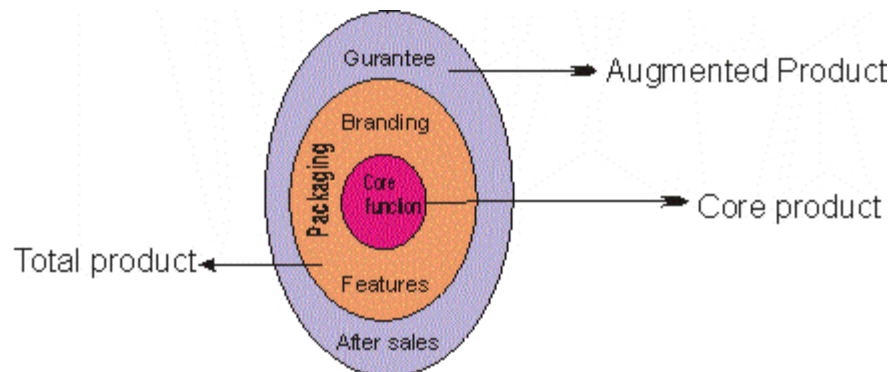 Gurantee
Augmented Product
Branding
Packaging
Core
function
Core product
Total product
Features
After sales